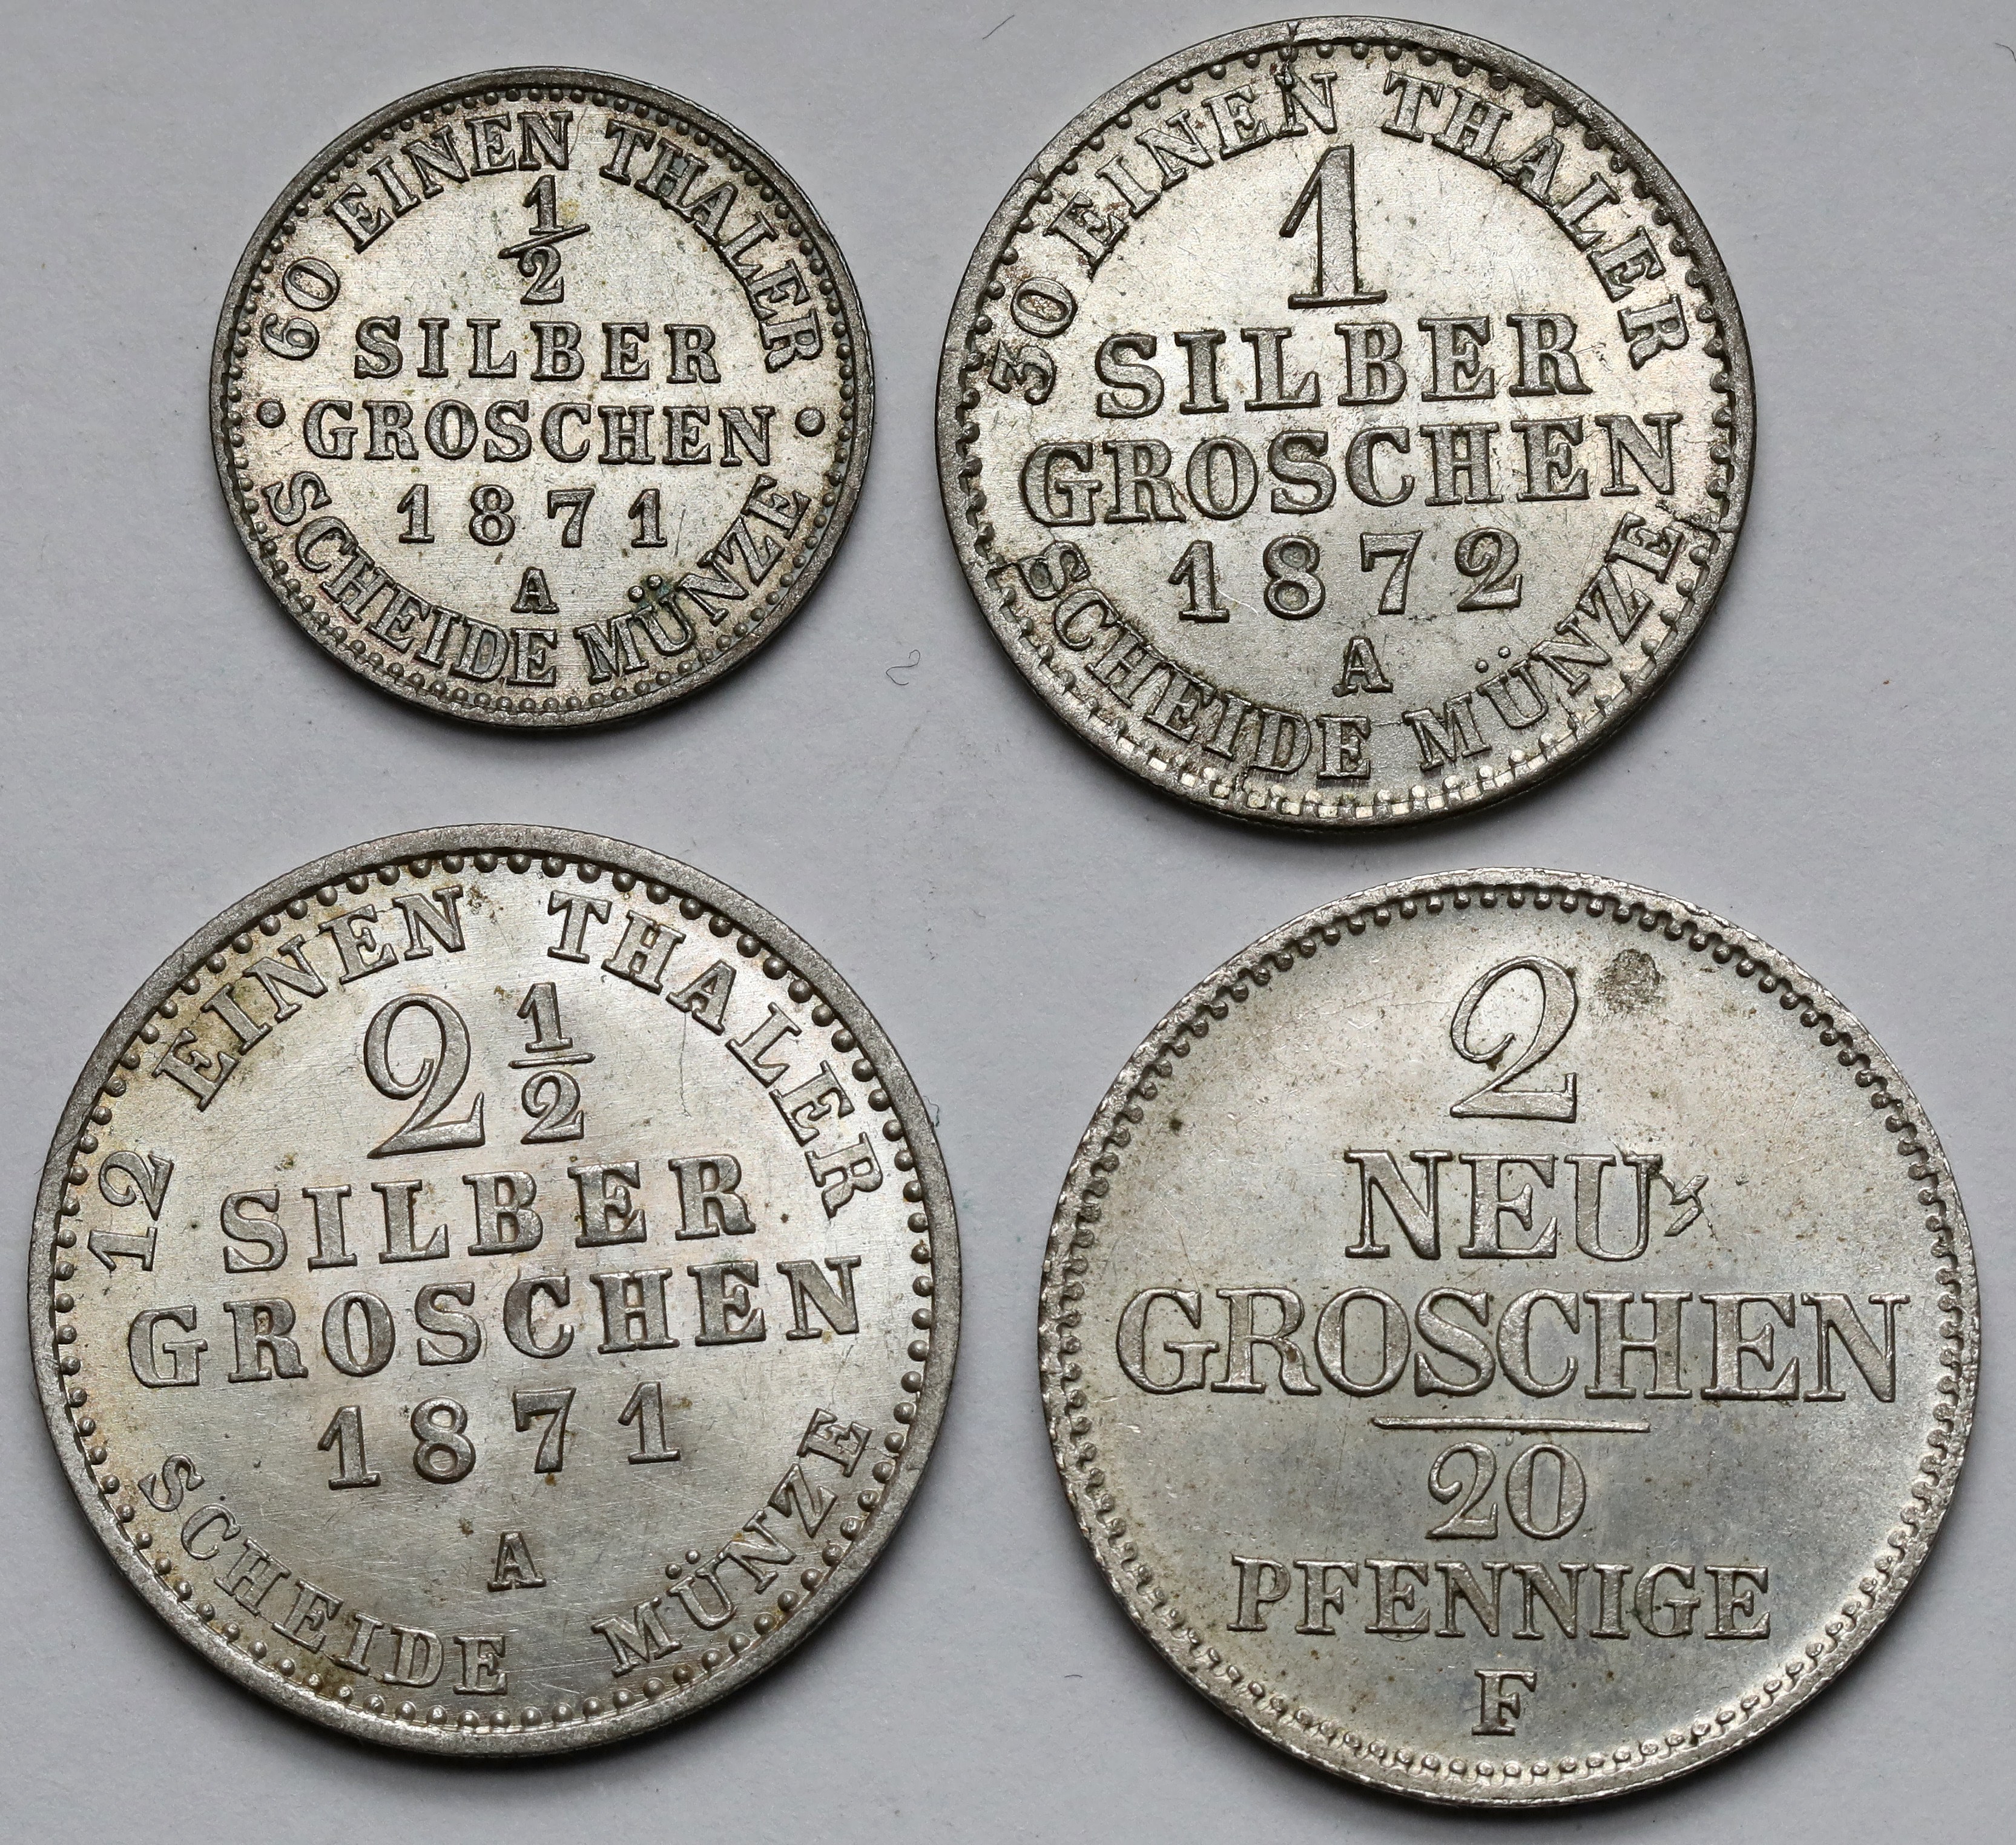 60 EINEN THALER
1/2
SILBER
GROSCHEN
1871
A
SCHEIDE MÜNZE
30 EINEN THALER
1
SILBER
GROSCHEN
1872
A
SCHEIDE MÜNZE
12 EINEN THALER
2 1/2
SILBER
GROSCHEN
1871
A
SCHEIDE MÜNZE
2
NEU
GROSCHEN
20
PFENNIGE
F